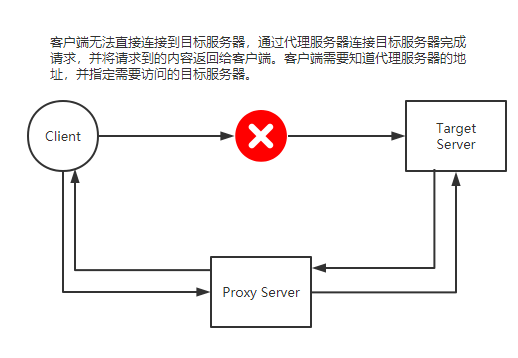 客户端无法直接连接到目标服务器，通过代理服务器连接目标服务器完成
请求，并将请求到的内容返回给客户端。客户端需要知道代理服务器的地
址，并指定需要访问的目标服务器。
Client
Target
Server
Proxy Server